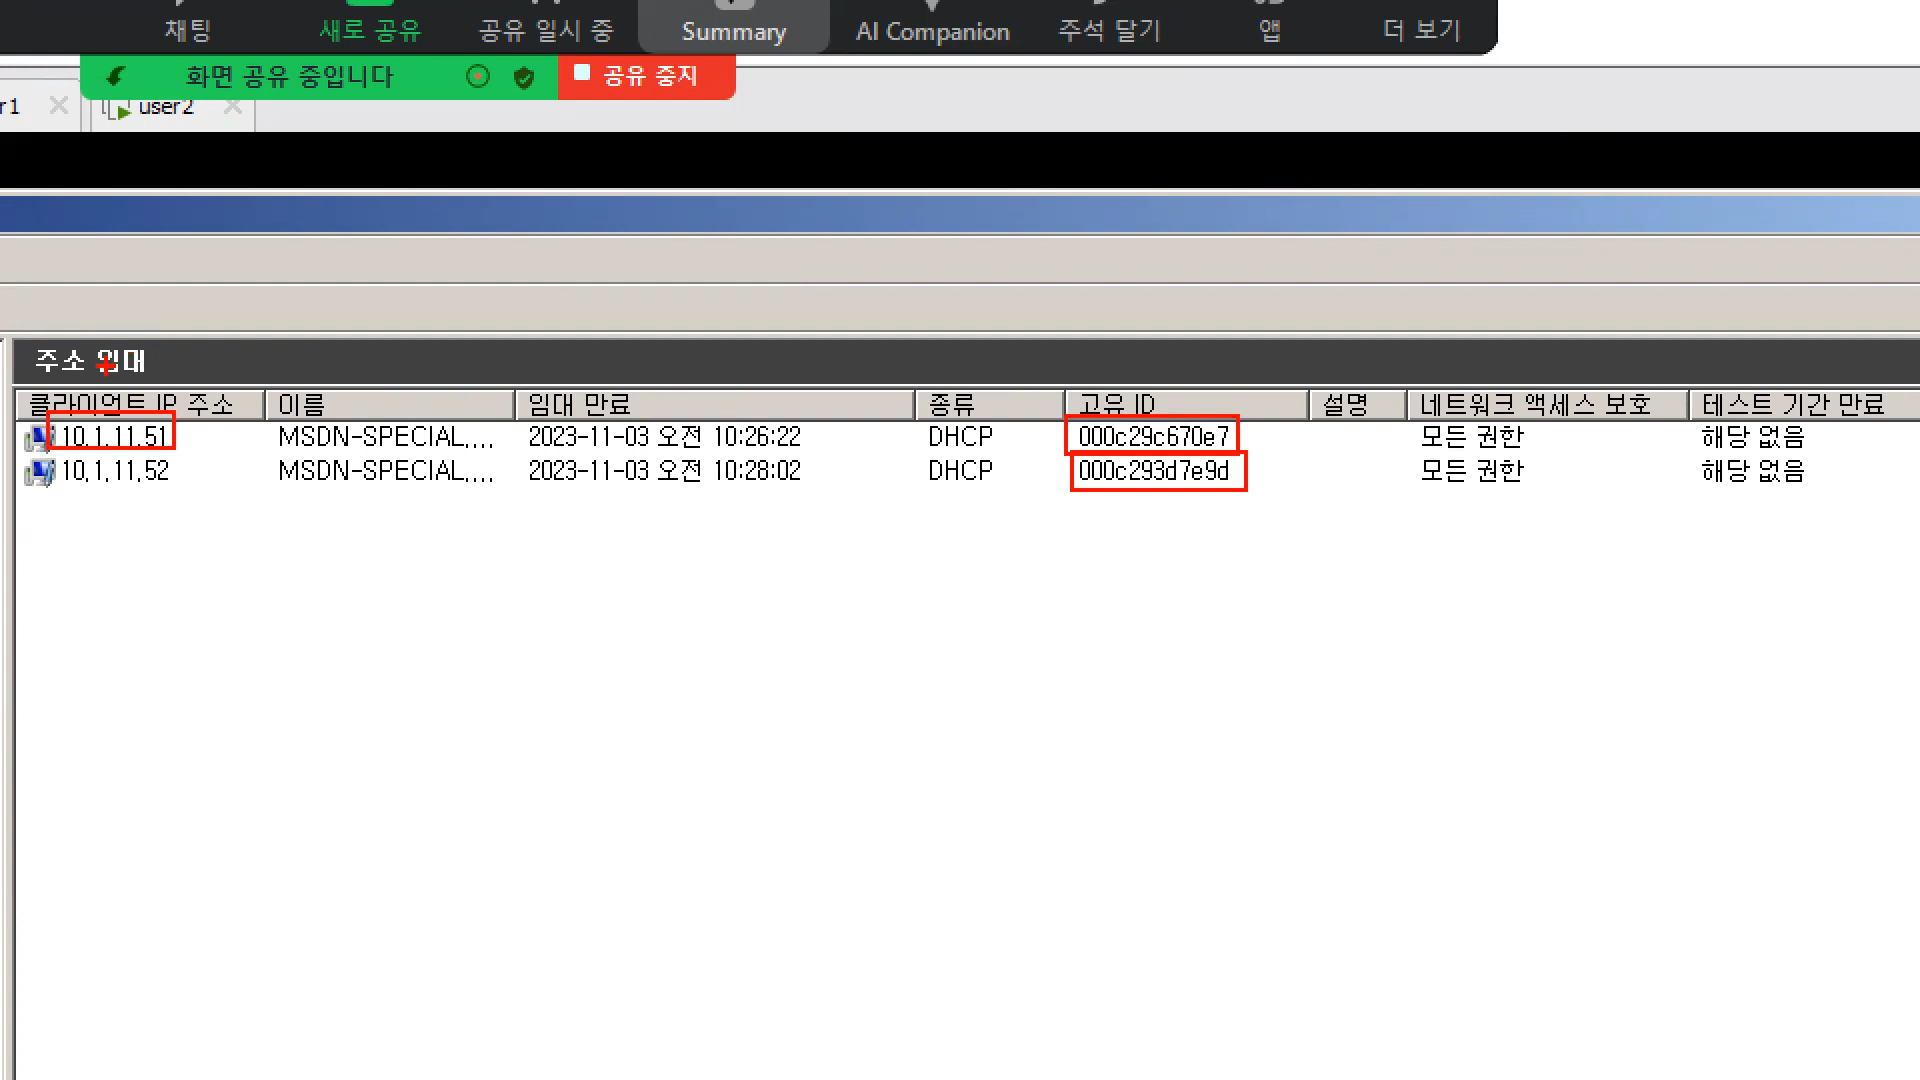 채팅 새로 공유 공유 일시 중 Summary AI Companion 주석 달기 앱 더 보기
화면 공유 중입니다 공유 중지
r1 user2
주소 임대
클라이언트 IP 주소 이름 임대 만료 종류 고유 ID 설명 네트워크 액세스 보호 테스트 기간 만료
10.1.11.51 MSDN-SPECIAL.... 2023-11-03 오전 10:26:22 DHCP 000c29c670e7 모든 권한 해당 없음
10.1.11.52 MSDN-SPECIAL.... 2023-11-03 오전 10:28:02 DHCP 000c293d7e9d 모든 권한 해당 없음